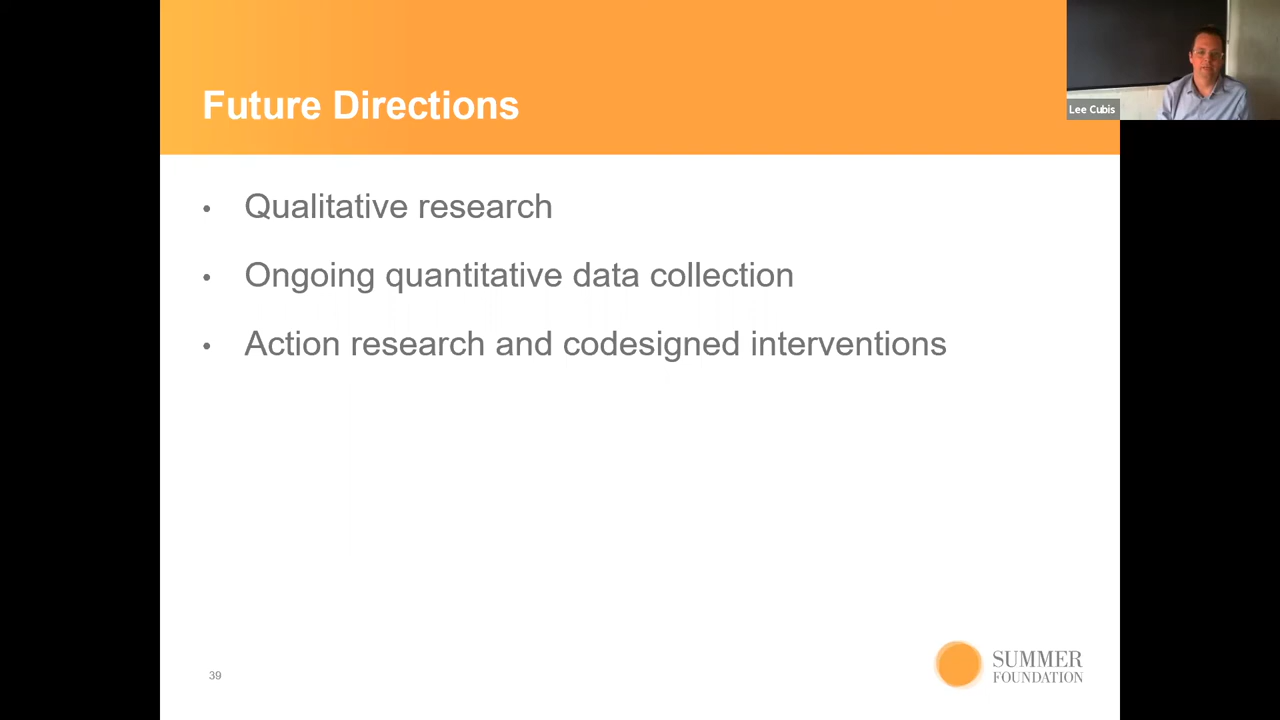 Future Directions
Lee Cubis
• Qualitative research
• Ongoing quantitative data collection
• Action research and codesigned interventions
39
SUMMER
FOUNDATION